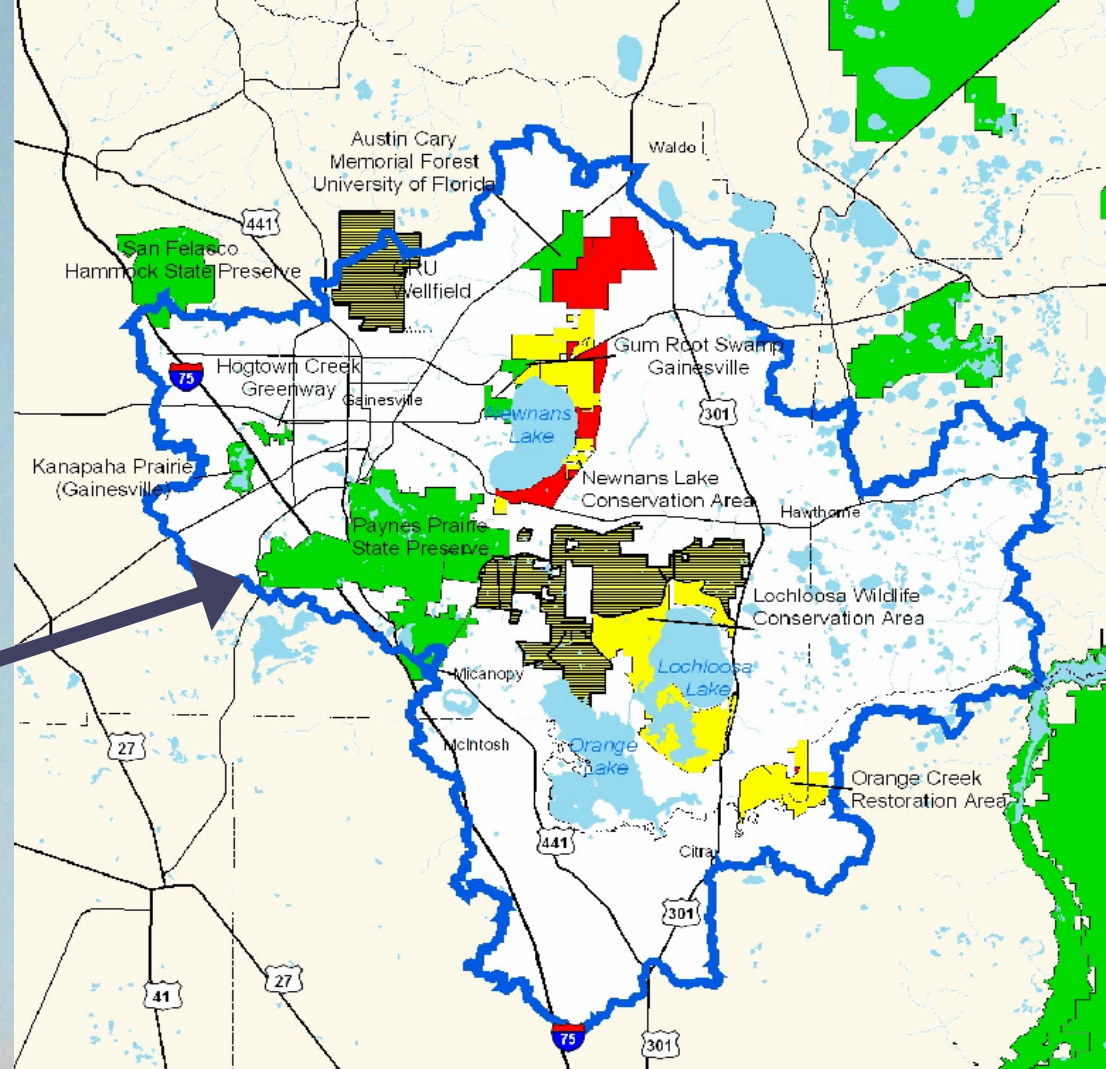 Austin Cary
Memorial Forest
University of Florida
Waldo
441
San Felasco
Hammock State Preserve
GRU
Wellfield
Gum Root Swamp
Gainesville
75
Hogtown Creek
Greenway
Gainesville
Newnans
Lake
301
Kanapaha Prairie
(Gainesville)
Newnans Lake
Conservation Area
Hawthorne
Paynes Prairie
State Preserve
Lochloosa Wildlife
Conservation Area
Micanopy
Lochloosa
Lake
27
McIntosh
Orange
Lake
Orange Creek
Restoration Area
441
Citra
301
27
41
75
301